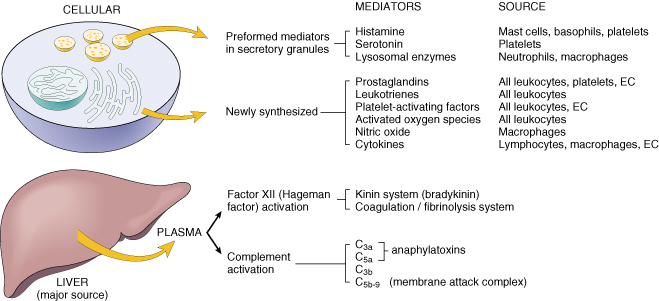 CELLULAR
MEDIATORS
SOURCE
Preformed mediators
in secretory granules
Histamine
Mast cells, basophils, platelets
Serotonin
Platelets
Lysosomal enzymes
Neutrophils, macrophages
Newly synthesized
Prostaglandins
All leukocytes, platelets, EC
Leukotrienes
All leukocytes
Platelet-activating factors
All leukocytes, EC
Activated oxygen species
All leukocytes
Nitric oxide
Macrophages
Cytokines
Lymphocytes, macrophages, EC
LIVER
(major source)
PLASMA
Factor XII (Hageman
factor) activation
Kinin system (bradykinin)
Coagulation / fibrinolysis system
Complement
activation
C3a
C5a
anaphylatoxins
C3b
C5b-9 (membrane attack complex)